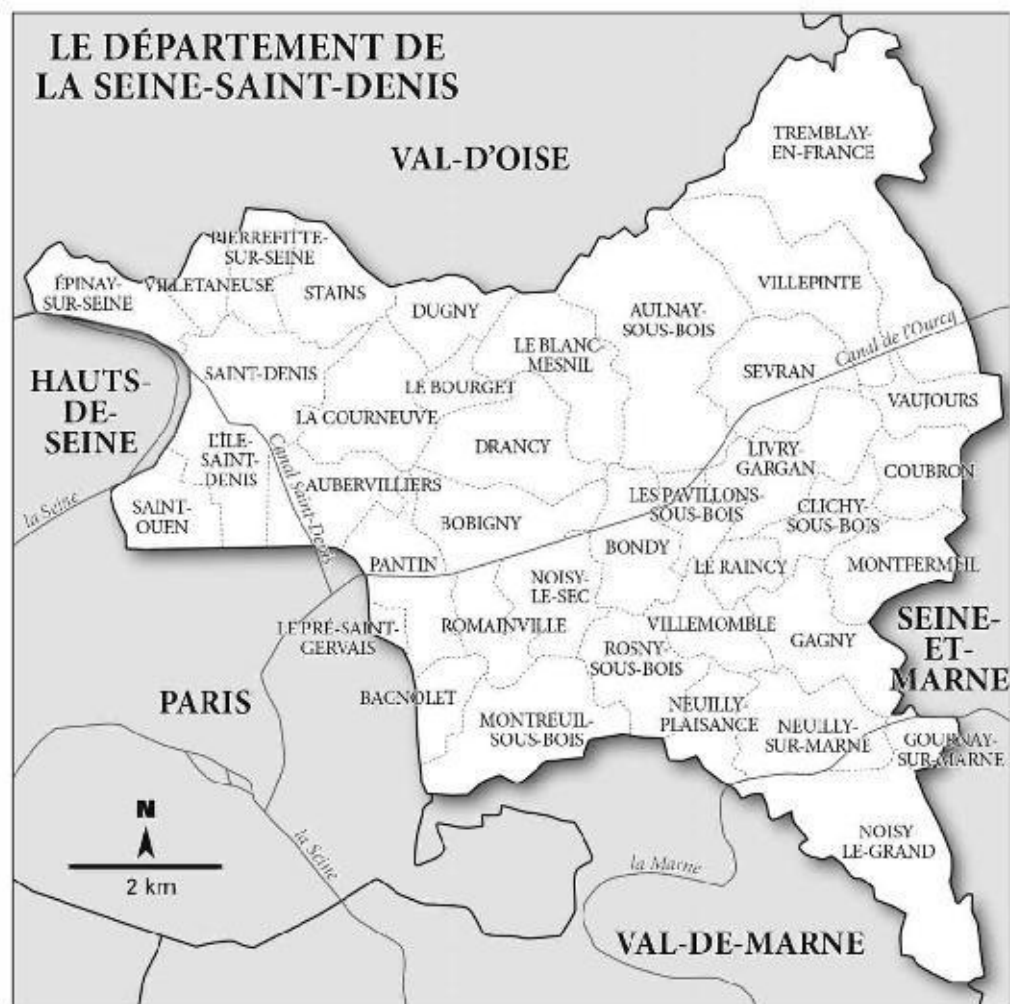 LE DÉPARTEMENT DE
LA SEINE-SAINT-DENIS
VAL-D'OISE
TREMBLAY-
EN-FRANCE
PIERREFITTE-
SUR-SEINE
ÉPINAY-
SUR-SEINE
VILLETANEUSE
STAINS
DUGNY
VILLEPINTE
AULNAY-
SOUS-BOIS
LE BLANC-
MESNIL
Canal de l'Ourcq
SAINT-DENIS
SEVRAN
HAUTS-
DE-
SEINE
LE BOURGET
VAUJOURS
LA COURNEUVE
DRANCY
L'ÎLE-
SAINT-
DENIS
Canal Saint-Denis
LIVRY-
GARGAN
COUBRON
AUBERVILLIERS
la Seine
SAINT-
OUEN
BOBIGNY
LES PAVILLONS-
SOUS-BOIS
CLICHY-
SOUS-BOIS
PANTIN
BONDY
LE RAINCY
MONTFERMEIL
NOISY-
LE-SEC
LE PRÉ-SAINT-
GERVAIS
ROMAINVILLE
VILLEMOMBLE
GAGNY
SEINE-
ET-
MARNE
ROSNY-
SOUS-BOIS
PARIS
BAGNOLET
MONTREUIL-
SOUS-BOIS
NEUILLY-
PLAISANCE
NEUILLY-
SUR-MARNE
GOURNAY-
SUR-MARNE
N
2 km
la Seine
la Marne
NOISY
LE-GRAND
VAL-DE-MARNE